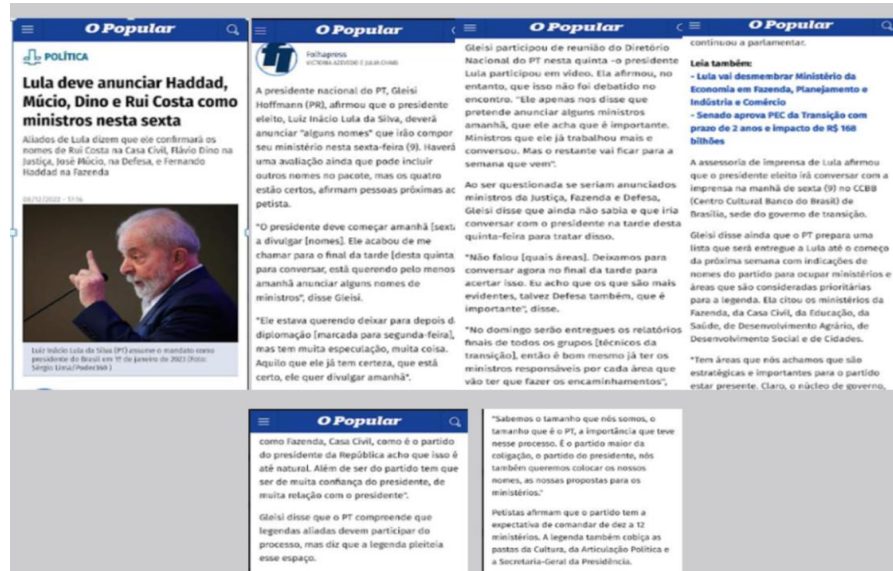 O Popular
POLÍTICA
Lula deve anunciar Haddad,
Múcio, Dino e Rui Costa como
ministros nesta sexta
Aliados de Lula dizem que ele confirmará os
nomes de Rui Costa na Casa Civil, Flávio Dino na
Justiça, José Múcio, na Defesa, e Fernando
Haddad na Fazenda
08/12/2022 - 17:16
Luiz Inácio Lula da Silva (PT) assume o mandato como
presidente do Brasil em 1º de janeiro de 2023 (Foto:
Sérgio Lima/Poder360)
O Popular
Folhapress
VICTORIA AZEVEDO E JULIA CHAIB
A presidente nacional do PT, Gleisi
Hoffmann (PR), afirmou que o presidente
eleito, Luiz Inácio Lula da Silva, deverá
anunciar "alguns nomes" que irão compor
seu ministério nesta sexta-feira (9). Haverá
uma avaliação ainda que pode incluir
outros nomes no pacote, mas os quatro
estão certos, afirmam pessoas próximas ao
petista.
"O presidente deve começar amanhã [sexta
a divulgar [nomes]. Ele acabou de me
chamar para o final da tarde [desta quinta
para conversar, está querendo pelo menos
amanhã anunciar alguns nomes de
ministros", disse Gleisi.
"Ele estava querendo deixar para depois da
diplomação [marcada para segunda-feira],
mas tem muita especulação, muita coisa.
Aquilo que ele já tem certeza, que está
certo, ele quer divulgar amanhã".
O Popular
Gleisi participou de reunião do Diretório
Nacional do PT nesta quinta -o presidente
Lula participou em vídeo. Ela afirmou, no
entanto, que isso não foi debatido no
encontro. "Ele apenas nos disse que
pretende anunciar alguns ministros
amanhã, que ele acha que é importante.
Ministros que ele já trabalhou mais e
conversou. Mas o restante vai ficar para a
semana que vem".
Ao ser questionada se seriam anunciados
ministros da Justiça, Fazenda e Defesa,
Gleisi disse que ainda não sabia e que iria
conversar com o presidente na tarde desta
quinta-feira para tratar disso.
"Não falou [quais áreas]. Deixamos para
conversar agora no final da tarde para
acertar isso. Eu acho que os que são mais
evidentes, talvez Defesa também, que é
importante", disse.
"No domingo serão entregues os relatórios
finais de todos os grupos [técnicos da
transição], então é bom mesmo já ter os
ministros responsáveis por cada área que
vão ter que fazer os encaminhamentos",
O Popular
continuou a parlamentar.
Leia também:
- Lula vai desmembrar Ministério da
Economia em Fazenda, Planejamento e
Indústria e Comércio
- Senado aprova PEC da Transição com
prazo de 2 anos e impacto de R$ 168
bilhões
A assessoria de imprensa de Lula afirmou
que o presidente eleito irá conversar com a
imprensa na manhã de sexta (9) no CCBB
(Centro Cultural Banco do Brasil) de
Brasília, sede do governo de transição.
Gleisi disse ainda que o PT prepara uma
lista que será entregue a Lula até o começo
da próxima semana com indicações de
nomes do partido para ocupar ministérios e
áreas que são consideradas prioritárias
para a legenda. Ela citou os ministérios da
Fazenda, da Casa Civil, da Educação, da
Saúde, de Desenvolvimento Agrário, de
Desenvolvimento Social e de Cidades.
"Tem áreas que nós achamos que são
estratégicas e importantes para o partido
estar presente. Claro, o núcleo de governo,
O Popular
como Fazenda, Casa Civil, como é o partido
do presidente da República acho que isso é
até natural. Além de ser do partido tem que
ser de muita confiança do presidente, de
muita relação com o presidente".
Gleisi disse que o PT compreende que
legendas aliadas devem participar do
processo, mas diz que a legenda pleiteia
esse espaço.
"Sabemos o tamanho que nós somos, o
tamanho que é o PT, a importância que teve
nesse processo. É o partido maior da
coligação, o partido do presidente, nós
também queremos colocar os nossos
nomes, as nossas propostas para os
ministérios."
Petistas afirmam que o partido tem a
expectativa de comandar de dez a 12
ministérios. A legenda também cobiça as
pastas da Cultura, da Articulação Política e
a Secretaria-Geral da Presidência.